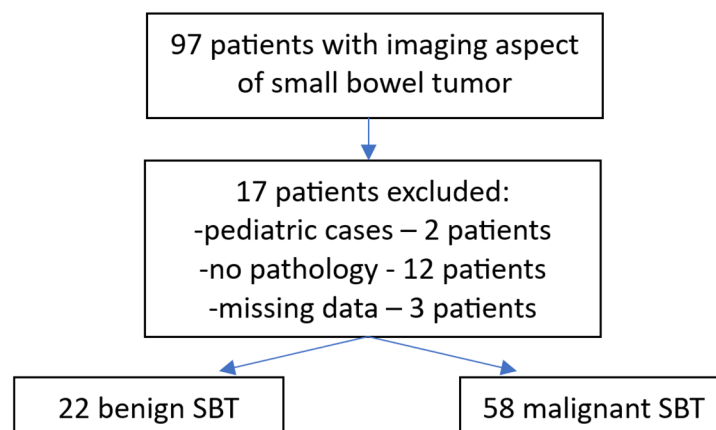 97 patients with imaging aspect
of small bowel tumor
17 patients excluded:
-pediatric cases – 2 patients
-no pathology - 12 patients
-missing data – 3 patients
22 benign SBT
58 malignant SBT